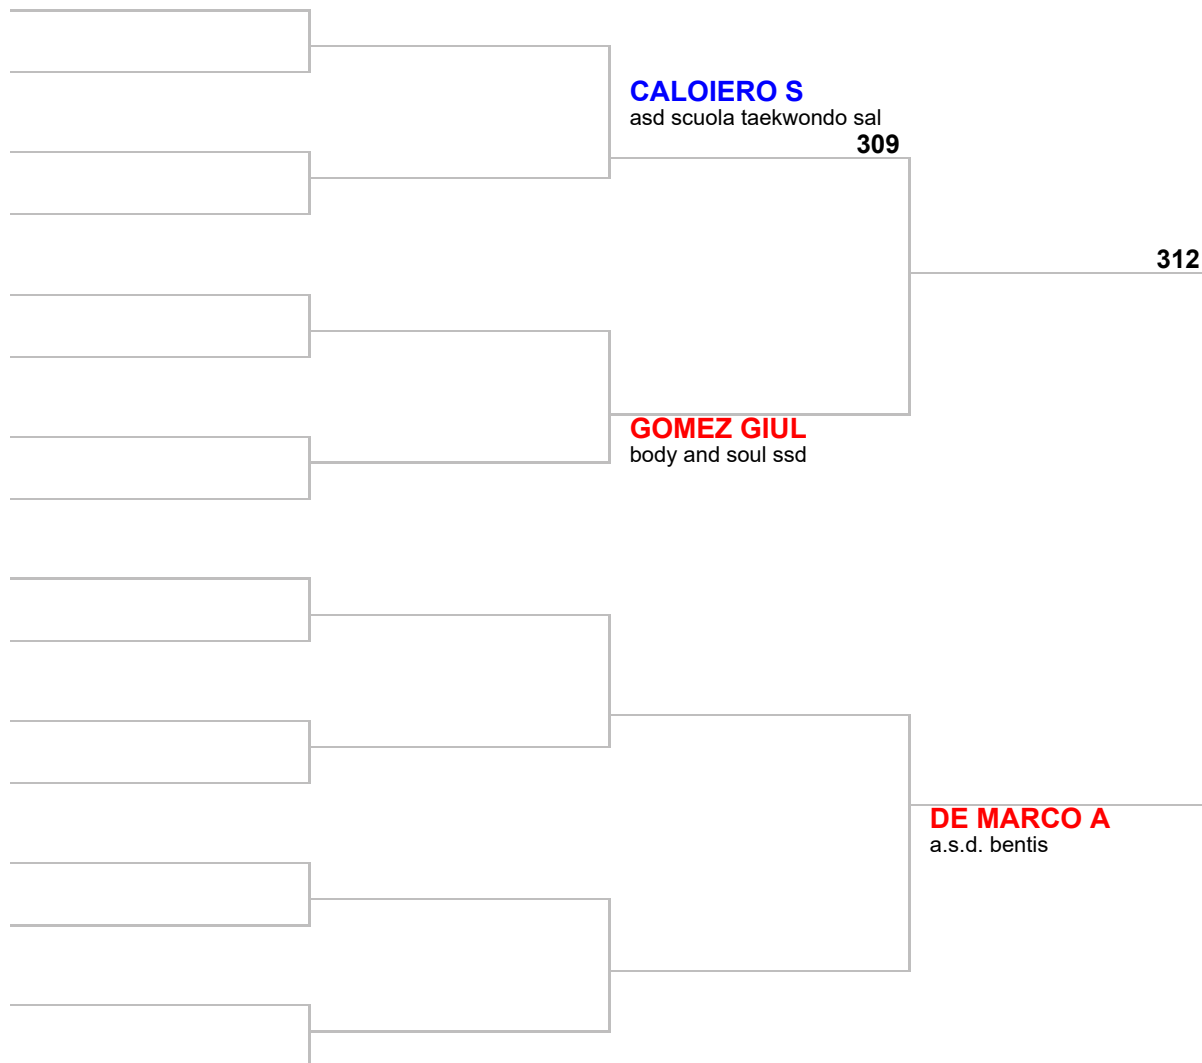 CALOIERO S
asd scuola taekwondo sal
309
312
GOMEZ GIUL
body and soul ssd
DE MARCO A
a.s.d. bentis